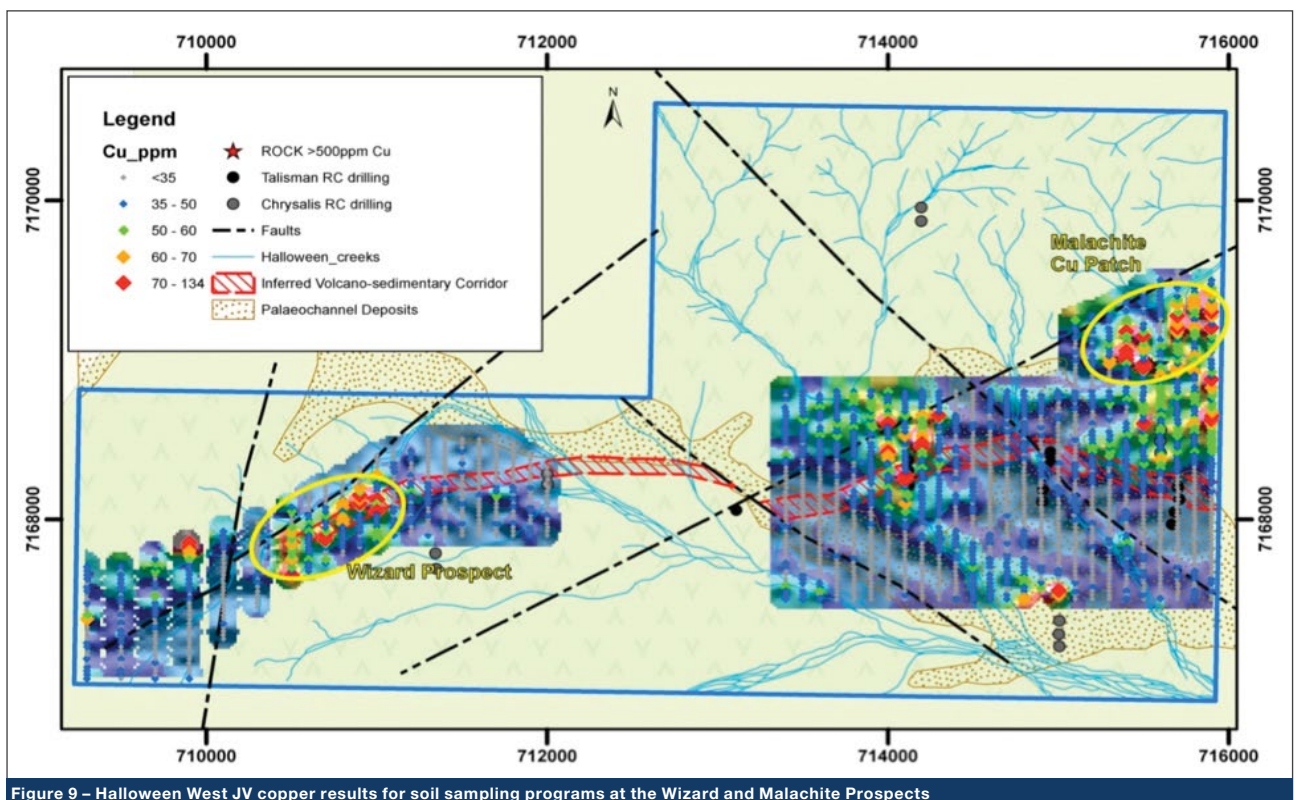 710000 712000 714000 716000
N
Legend
Cu_ppm
<35
35 - 50
50 - 60
60 - 70
70 - 134
ROCK >500ppm Cu
Talisman RC drilling
Chrysalis RC drilling
Faults
Halloween_creeks
Inferred Volcano-sedimentary Corridor
Palaeochannel Deposits
7170000
7170000
Malachite
Cu Patch
7168000
7168000
Wizard Prospect
710000 712000 714000 716000
Figure 9 – Halloween West JV copper results for soil sampling programs at the Wizard and Malachite Prospects